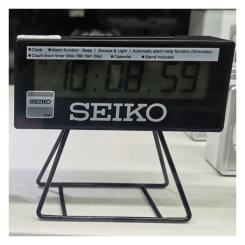 ■ Clock ■ Alarm function : Beep / Snooze & Light / Automatic alarm stop function (5minutes)
■ Count down timer (Max 99h 59m 59s) ■ Calendar ■ Stand included
10:08.59
SEIKO
SEIKO